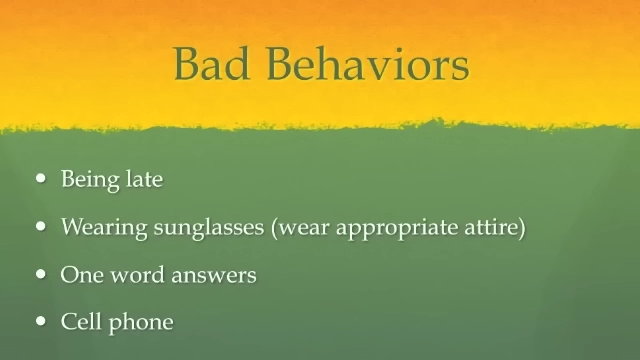 Bad Behaviors
• Being late
• Wearing sunglasses (wear appropriate attire)
• One word answers
• Cell phone